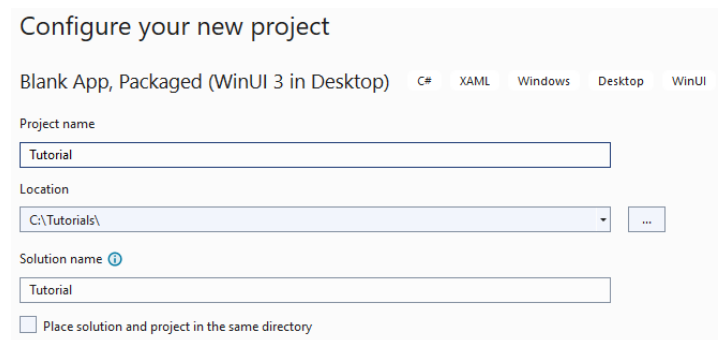 Configure your new project
Blank App, Packaged (WinUI 3 in Desktop) C# XAML Windows Desktop WinUI
Project name
Tutorial
Location
C:\Tutorials\
...
Solution name
Tutorial
Place solution and project in the same directory